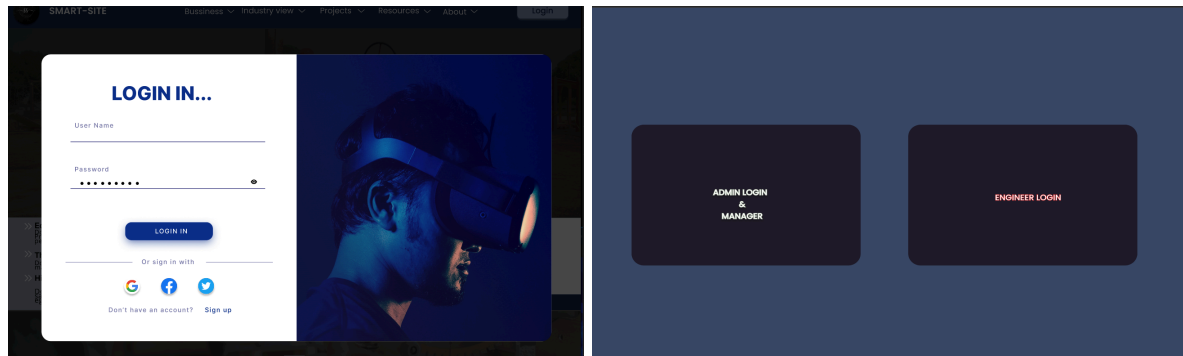 SMART-SITE
Bussiness Industry view Projects Resources About Login
LOGIN IN...
User Name
Password
LOGIN IN
Or sign in with
Don't have an account? Sign up
ADMIN LOGIN
&
MANAGER
ENGINEER LOGIN